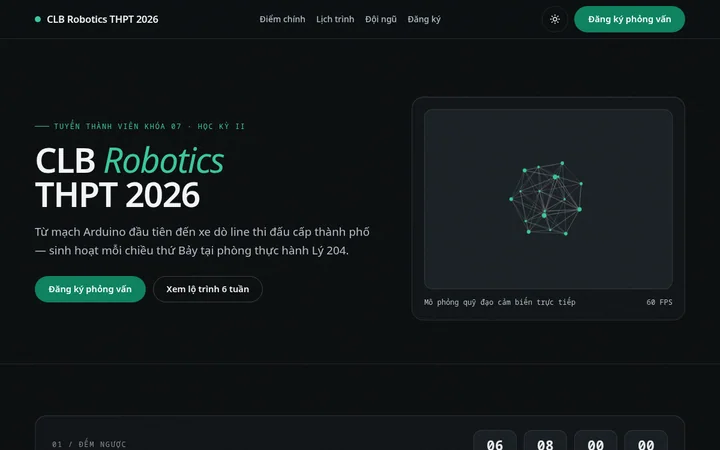 CLB Robotics THPT 2026
Điểm chính
Lịch trình
Đội ngũ
Đăng ký
Đăng ký phỏng vấn
TUYỂN THÀNH VIÊN KHÓA 07 · HỌC KỲ II
CLB Robotics
THPT 2026
Từ mạch Arduino đầu tiên đến xe dò line thi đấu cấp thành phố
— sinh hoạt mỗi chiều thứ Bảy tại phòng thực hành Lý 204.
Đăng ký phỏng vấn
Xem lộ trình 6 tuần
Mô phỏng quỹ đạo cảm biến trực tiếp
60 FPS
01 / ĐẾM NGƯỢC
06
08
00
00